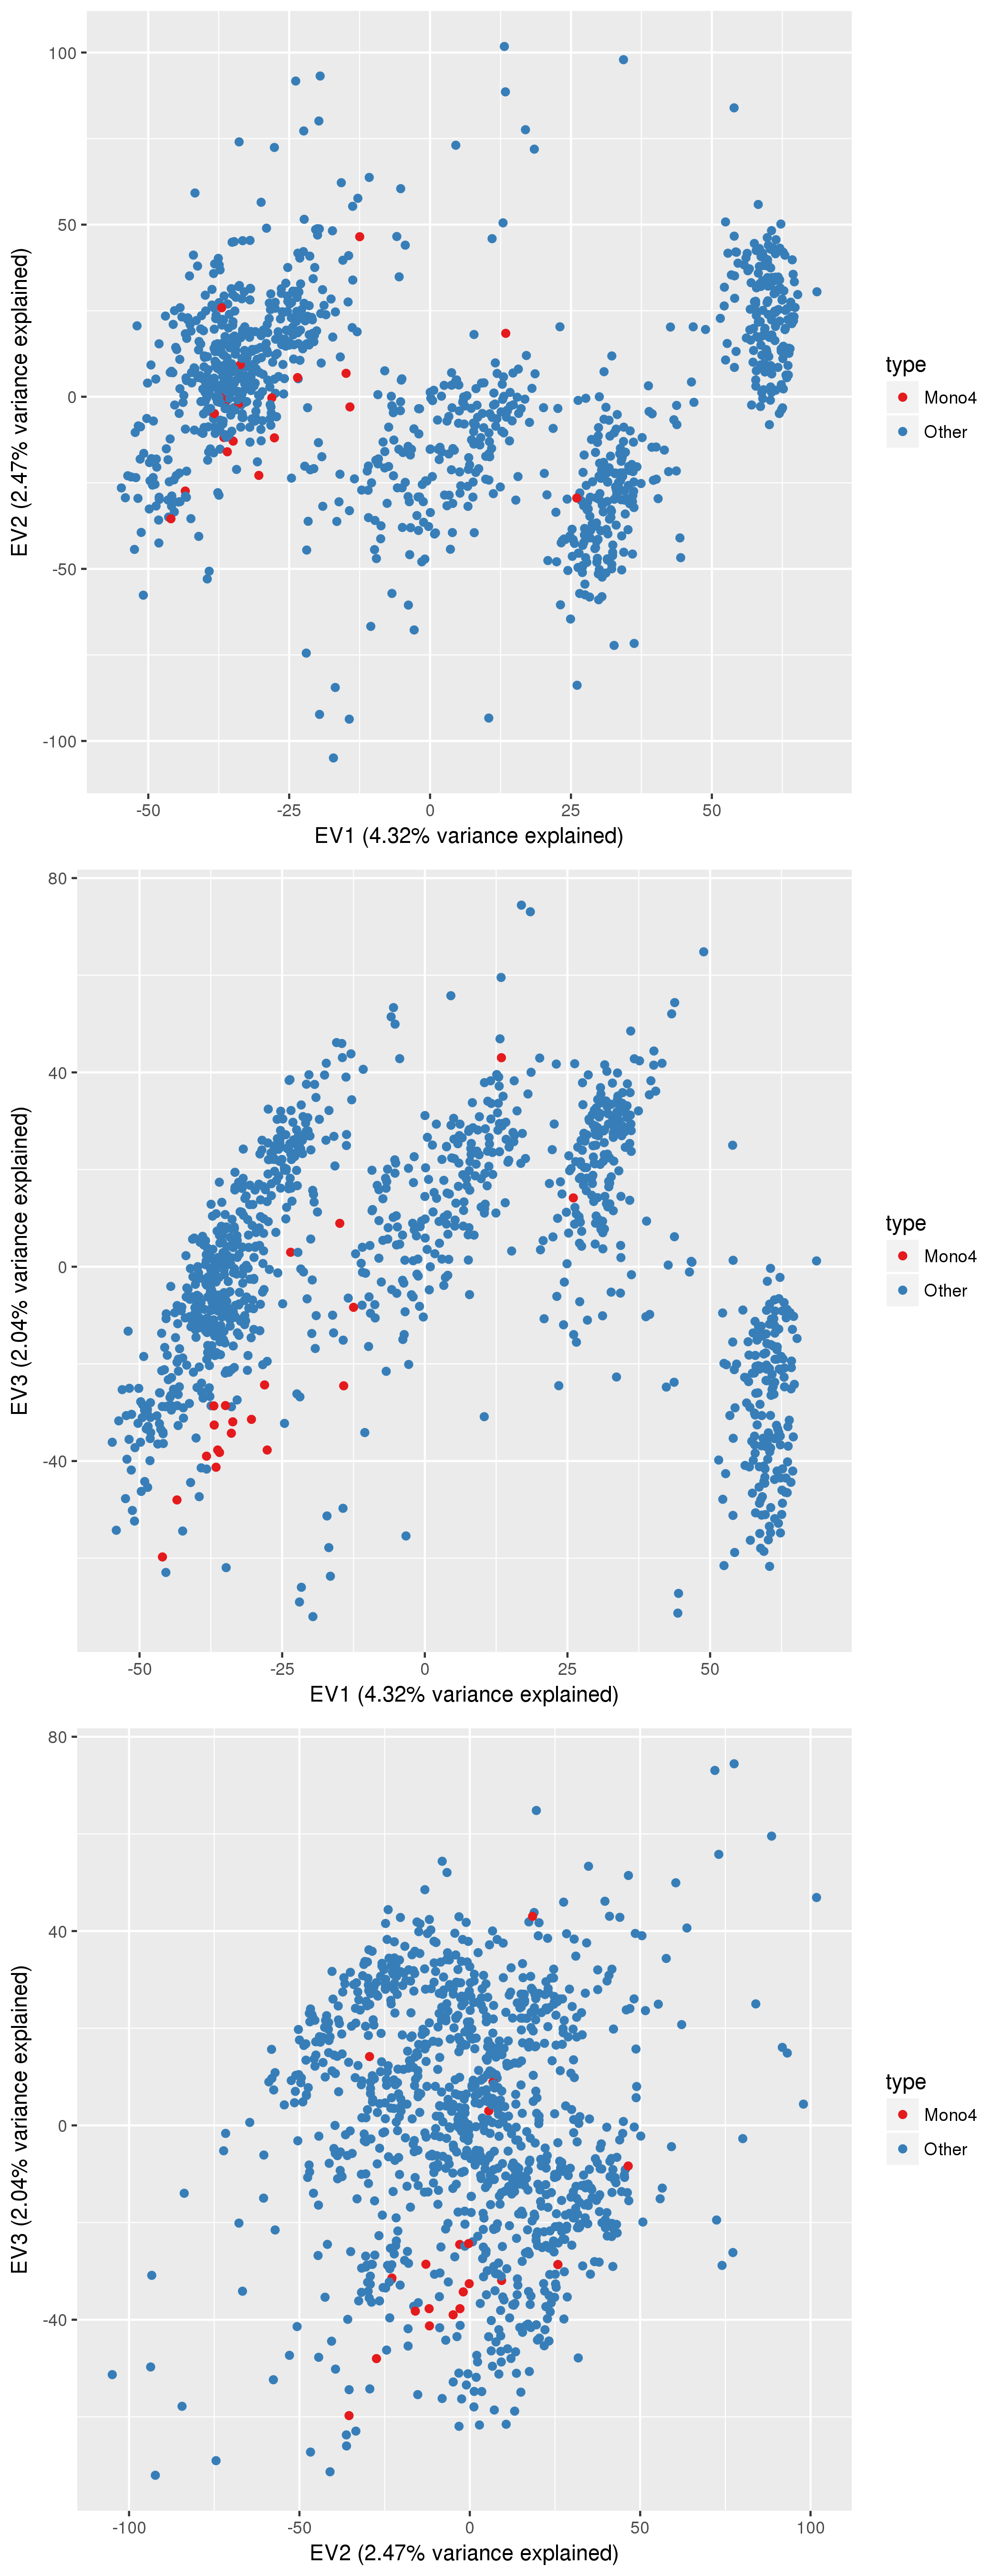 100
50
0
-50
-100
EV2 (2.47% variance explained)
-50 -25 0 25 50
EV1 (4.32% variance explained)
type
Mono4
Other
80
40
0
-40
EV3 (2.04% variance explained)
-50 -25 0 25 50
EV1 (4.32% variance explained)
type
Mono4
Other
80
40
0
-40
EV3 (2.04% variance explained)
-100 -50 0 50 100
EV2 (2.47% variance explained)
type
Mono4
Other